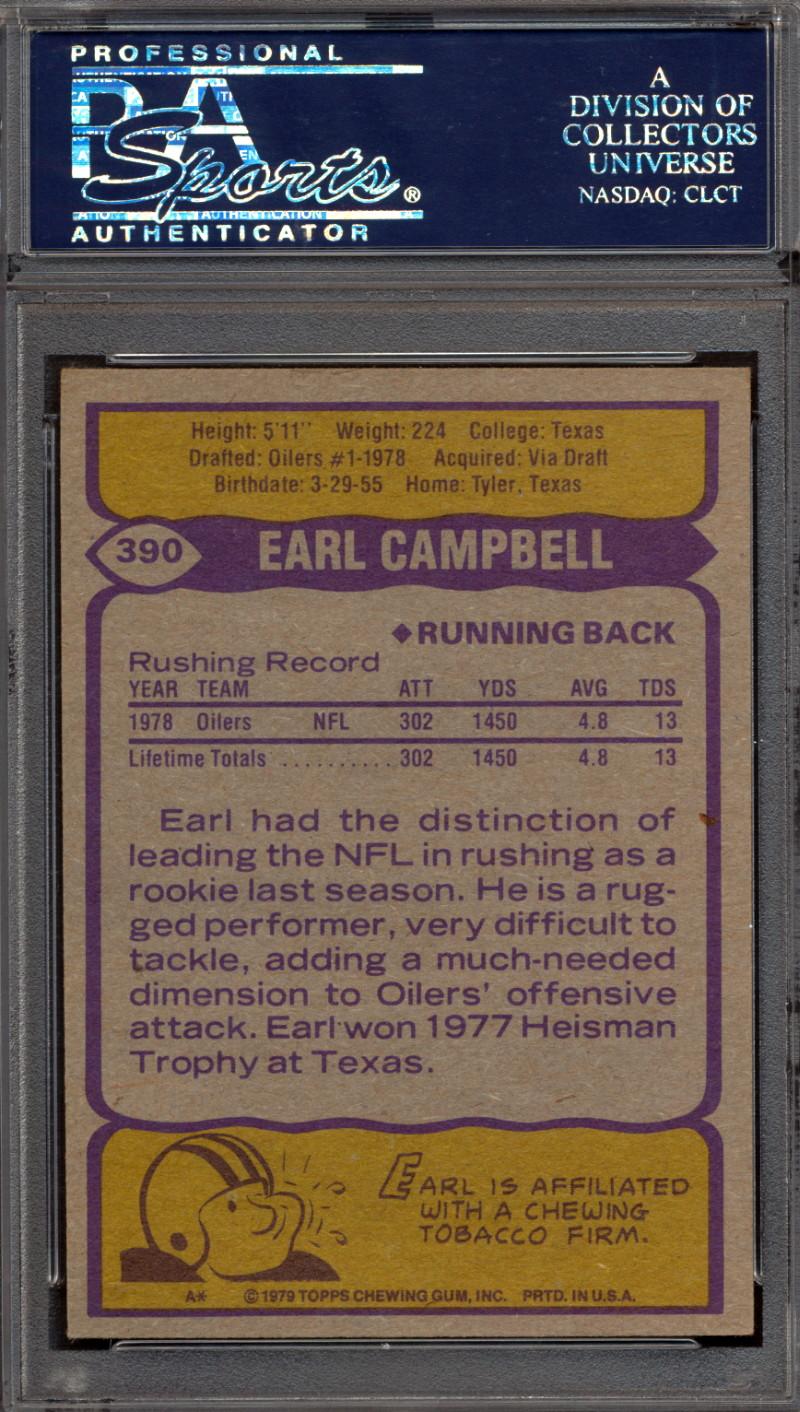 PROFESSIONAL
PSA
Sports®
AUTHENTICATOR
A
DIVISION OF
COLLECTORS
UNIVERSE
NASDAQ: CLCT
Height: 5'11'' Weight: 224 College: Texas
Drafted: Oilers #1-1978 Acquired: Via Draft
Birthdate: 3-29-55 Home: Tyler, Texas
390 EARL CAMPBELL
◆RUNNING BACK
Rushing Record
YEAR TEAM ATT YDS AVG TDS
1978 Oilers NFL 302 1450 4.8 13
Lifetime Totals .......... 302 1450 4.8 13
Earl had the distinction of
leading the NFL in rushing as a
rookie last season. He is a rug-
ged performer, very difficult to
tackle, adding a much-needed
dimension to Oilers' offensive
attack. Earl won 1977 Heisman
Trophy at Texas.
EARL IS AFFILIATED
WITH A CHEWING
TOBACCO FIRM.
A* © 1979 TOPPS CHEWING GUM, INC. PRTD. IN U.S.A.